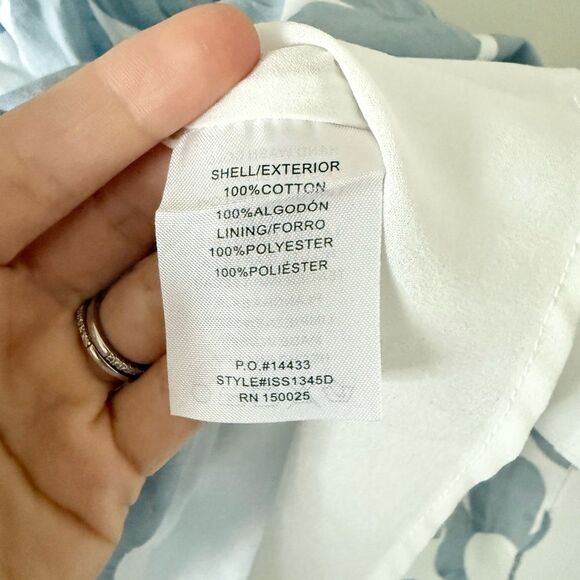 SHELL/EXTERIOR
100%COTTON
100%ALGODÓN
LINING/FORRO
100%POLYESTER
100%POLIÉSTER
P.O.#14433
STYLE#ISS1345D
RN 150025